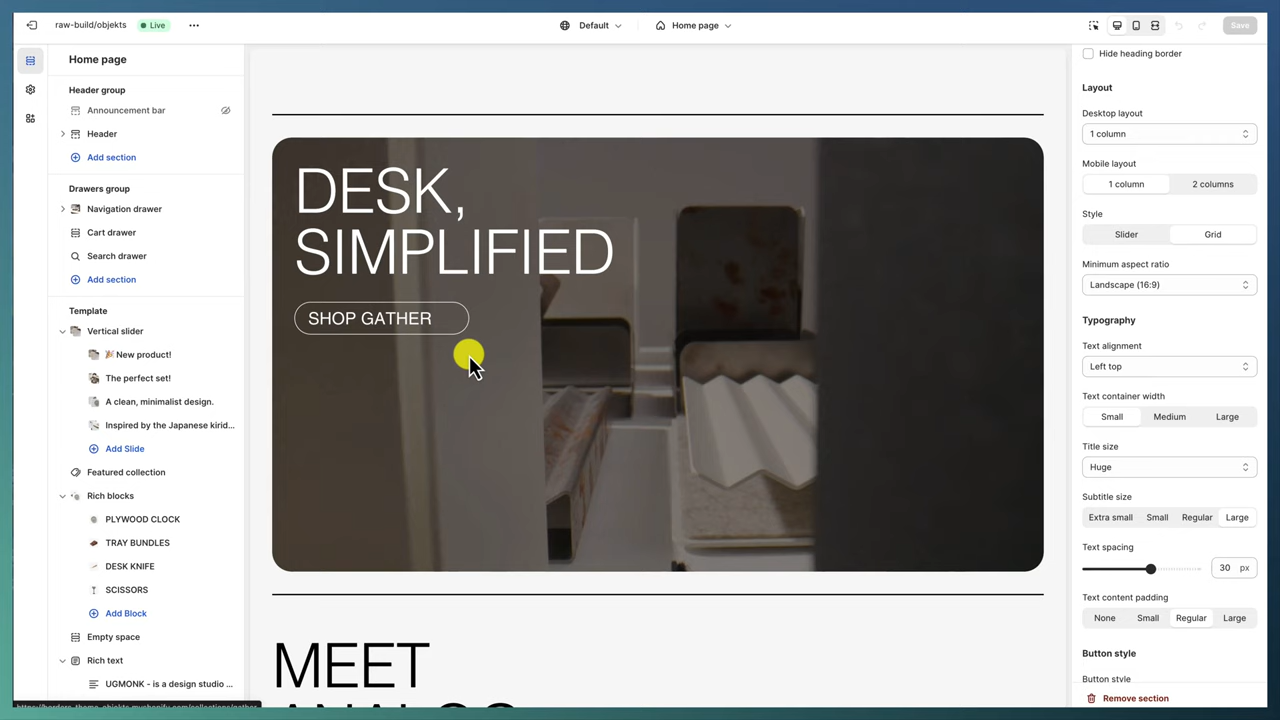 raw-build/objekts
Live
Default
Home page
Save
Home page
Header group
Announcement bar
Header
Add section
Drawers group
Navigation drawer
Cart drawer
Search drawer
Add section
Template
Vertical slider
🎉 New product!
The perfect set!
A clean, minimalist design.
Inspired by the Japanese kirid...
Add Slide
Featured collection
Rich blocks
PLYWOOD CLOCK
TRAY BUNDLES
DESK KNIFE
SCISSORS
Add Block
Empty space
Rich text
UGMONK - is a design studio ...
DESK,
SIMPLIFIED
SHOP GATHER
MEET
Hide heading border
Layout
Desktop layout
1 column
Mobile layout
1 column 2 columns
Style
Slider Grid
Minimum aspect ratio
Landscape (16:9)
Typography
Text alignment
Left top
Text container width
Small Medium Large
Title size
Huge
Subtitle size
Extra small Small Regular Large
Text spacing
30 px
Text content padding
None Small Regular Large
Button style
Button style
Remove section